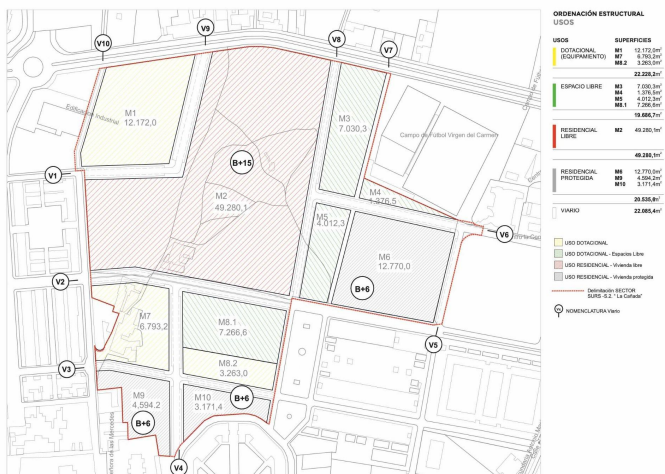 ORDENACIÓN ESTRUCTURAL
USOS
USOS SUPERFICIES
DOTACIONAL (EQUIPAMIENTO)
M1 12.172,0m²
M7 6.793,2m²
M8.2 3.263,0m²
22.228,2m²
ESPACIO LIBRE
M3 7.030,3m²
M4 1.376,5m²
M5 4.012,3m²
M8.1 7.266,6m²
19.686,7m²
RESIDENCIAL LIBRE
M2 49.280,1m²
49.280,1m²
RESIDENCIAL PROTEGIDA
M6 12.770,0m²
M9 4.594,2m²
M10 3.171,4m²
20.535,6m²
VIARIO 22.085,4m²
USO DOTACIONAL
USO DOTACIONAL - Espacios Libre
USO RESIDENCIAL - Vivienda libre
USO RESIDENCIAL - Vivienda protegida
Delimitación SECTOR
SURS -S.2. " La Cañada"
NOMENCLATURA Viario
V10
V9
V8
V7
M1
12.172,0
Edificación Industrial
M3
7.030,3
Campo de Fútbol Virgen del Carmen
B+15
V1
M2
49.280,1
M4
1.376,5
M5
4.012,3
V6
M6
12.770,0
B+6
V2
M7
6.793,2
M8.1
7.266,6
V5
V3
M8.2
3.263,0
M9
4.594,2
M10
3.171,4
B+6
B+6
V4